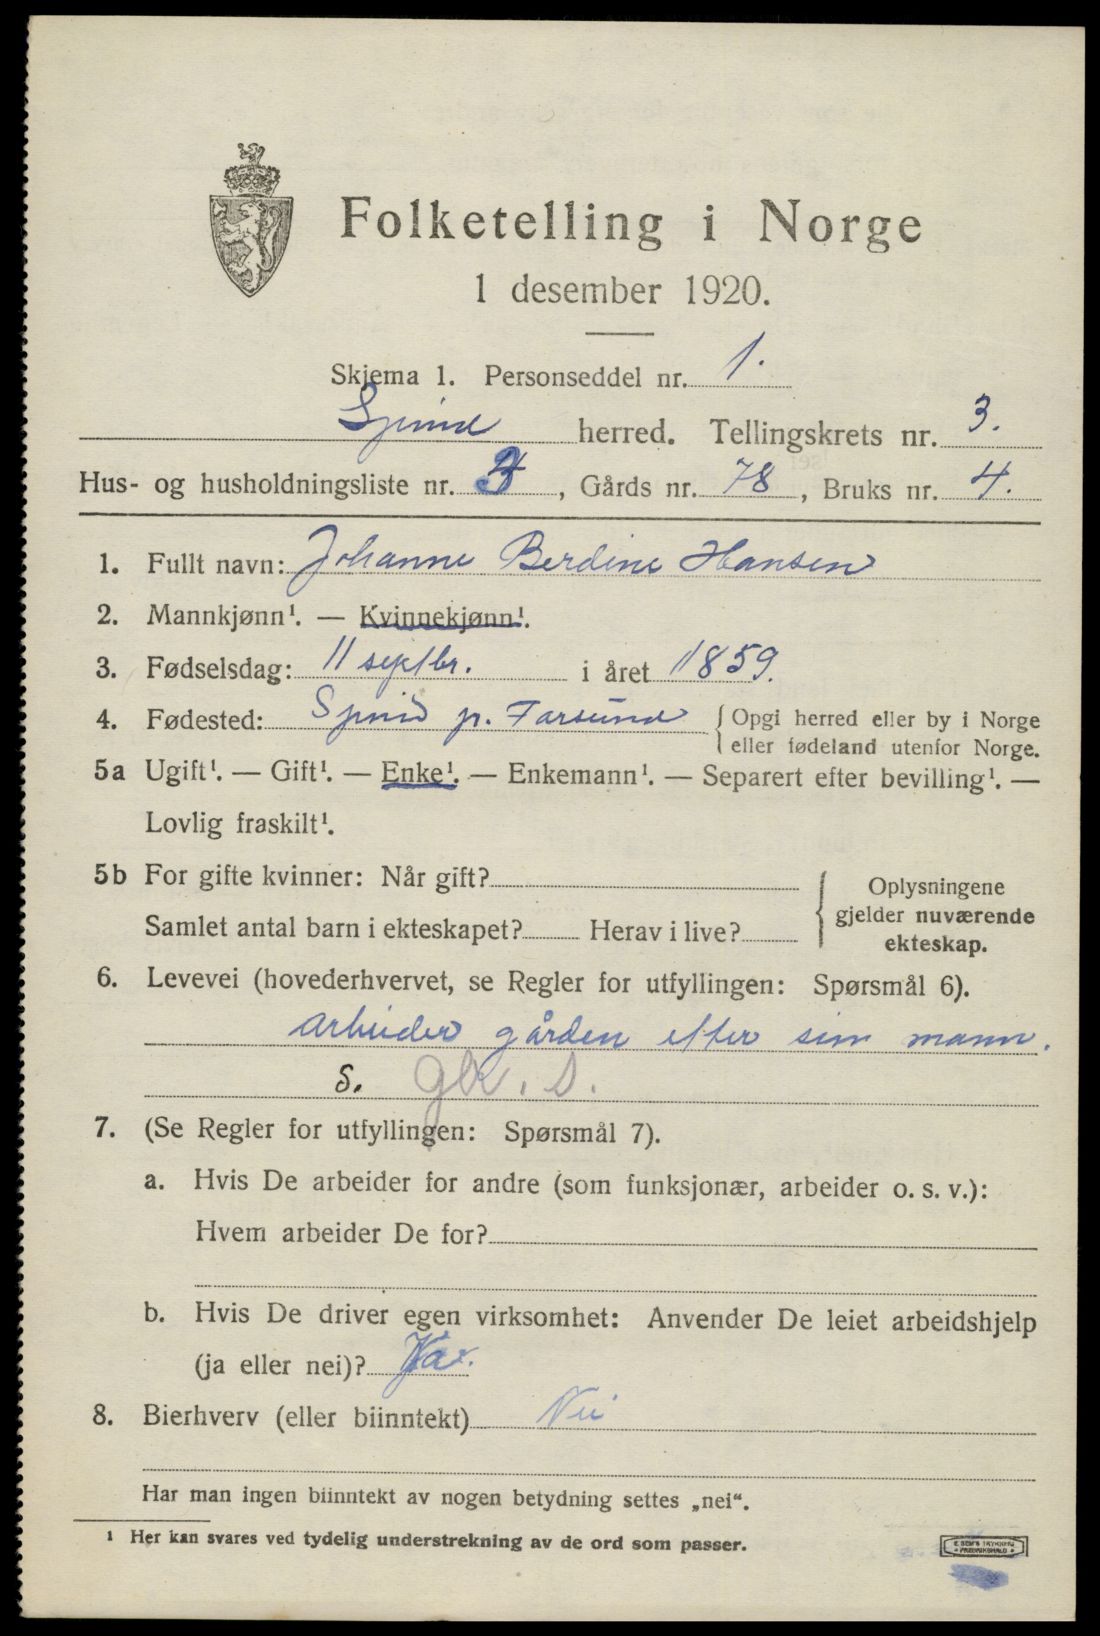 Folketelling i Norge
1 desember 1920.
Skjema 1. Personseddel nr. 1.
Spind herred. Tellingskrets nr. 3.
Hus- og husholdningsliste nr. 3, Gårds nr. 78, Bruks nr. 4.
1. Fullt navn: Johanne Berdine Hansen
2. Mannkjønn¹. — Kvinnekjønn¹.
3. Fødselsdag: 11 septbr. i året 1859.
4. Fødested: Spind pr. Farsund { Opgi herred eller by i Norge
eller fødeland utenfor Norge.
5a Ugift¹. — Gift¹. — Enke¹. — Enkemann¹. — Separert efter bevilling¹. —
Lovlig fraskilt¹.
5b For gifte kvinner: Når gift?
Samlet antal barn i ekteskapet? Herav i live?
{ Oplysningene
gjelder nuværende
ekteskap.
6. Levevei (hovederhvervet, se Regler for utfyllingen: Spørsmål 6).
arbeider gården efter sin mann.
S. gbr. S.
7. (Se Regler for utfyllingen: Spørsmål 7).
a. Hvis De arbeider for andre (som funksjonær, arbeider o. s. v.):
Hvem arbeider De for?
b. Hvis De driver egen virksomhet: Anvender De leiet arbeidshjelp
(ja eller nei)? Ja.
8. Bierhverv (eller biinntekt) Nei
Har man ingen biinntekt av nogen betydning settes „nei“.
¹ Her kan svares ved tydelig understrekning av de ord som passer.